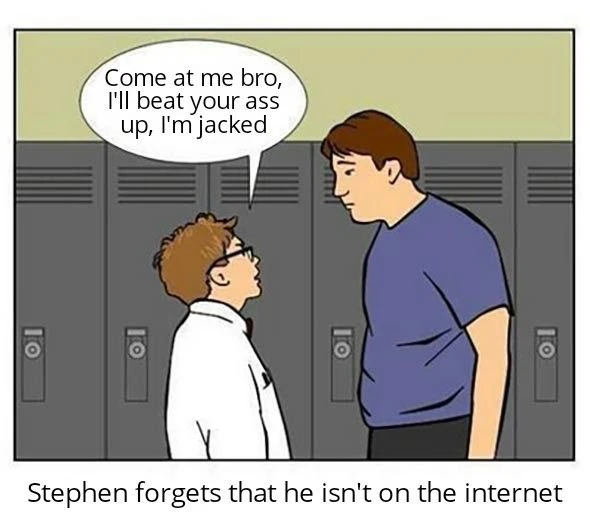 Come at me bro,
I'll beat your ass
up, I'm jacked
Stephen forgets that he isn't on the internet